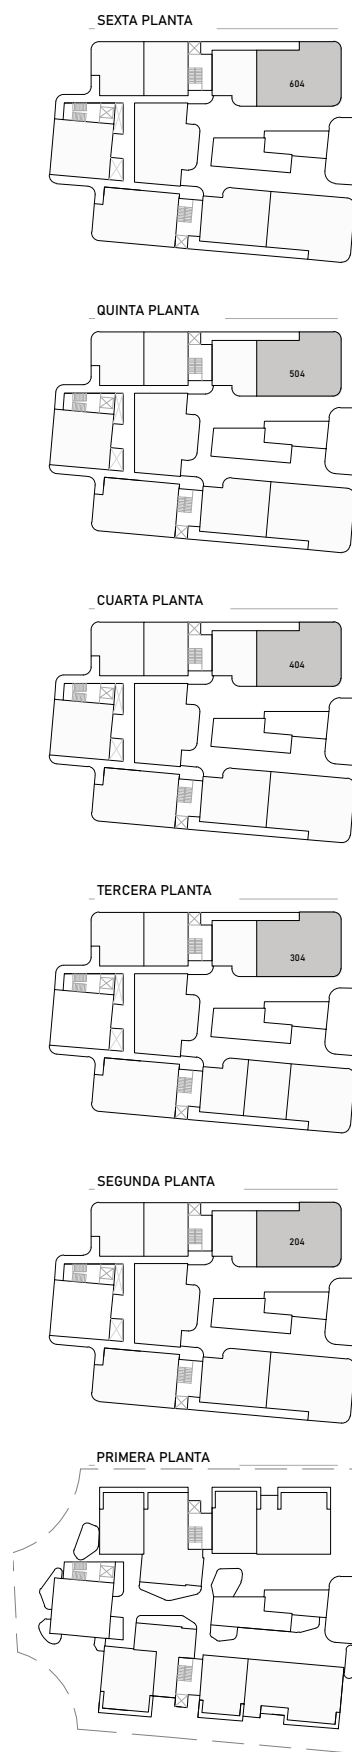 SEXTA PLANTA
604
QUINTA PLANTA
504
CUARTA PLANTA
404
TERCERA PLANTA
304
SEGUNDA PLANTA
204
PRIMERA PLANTA